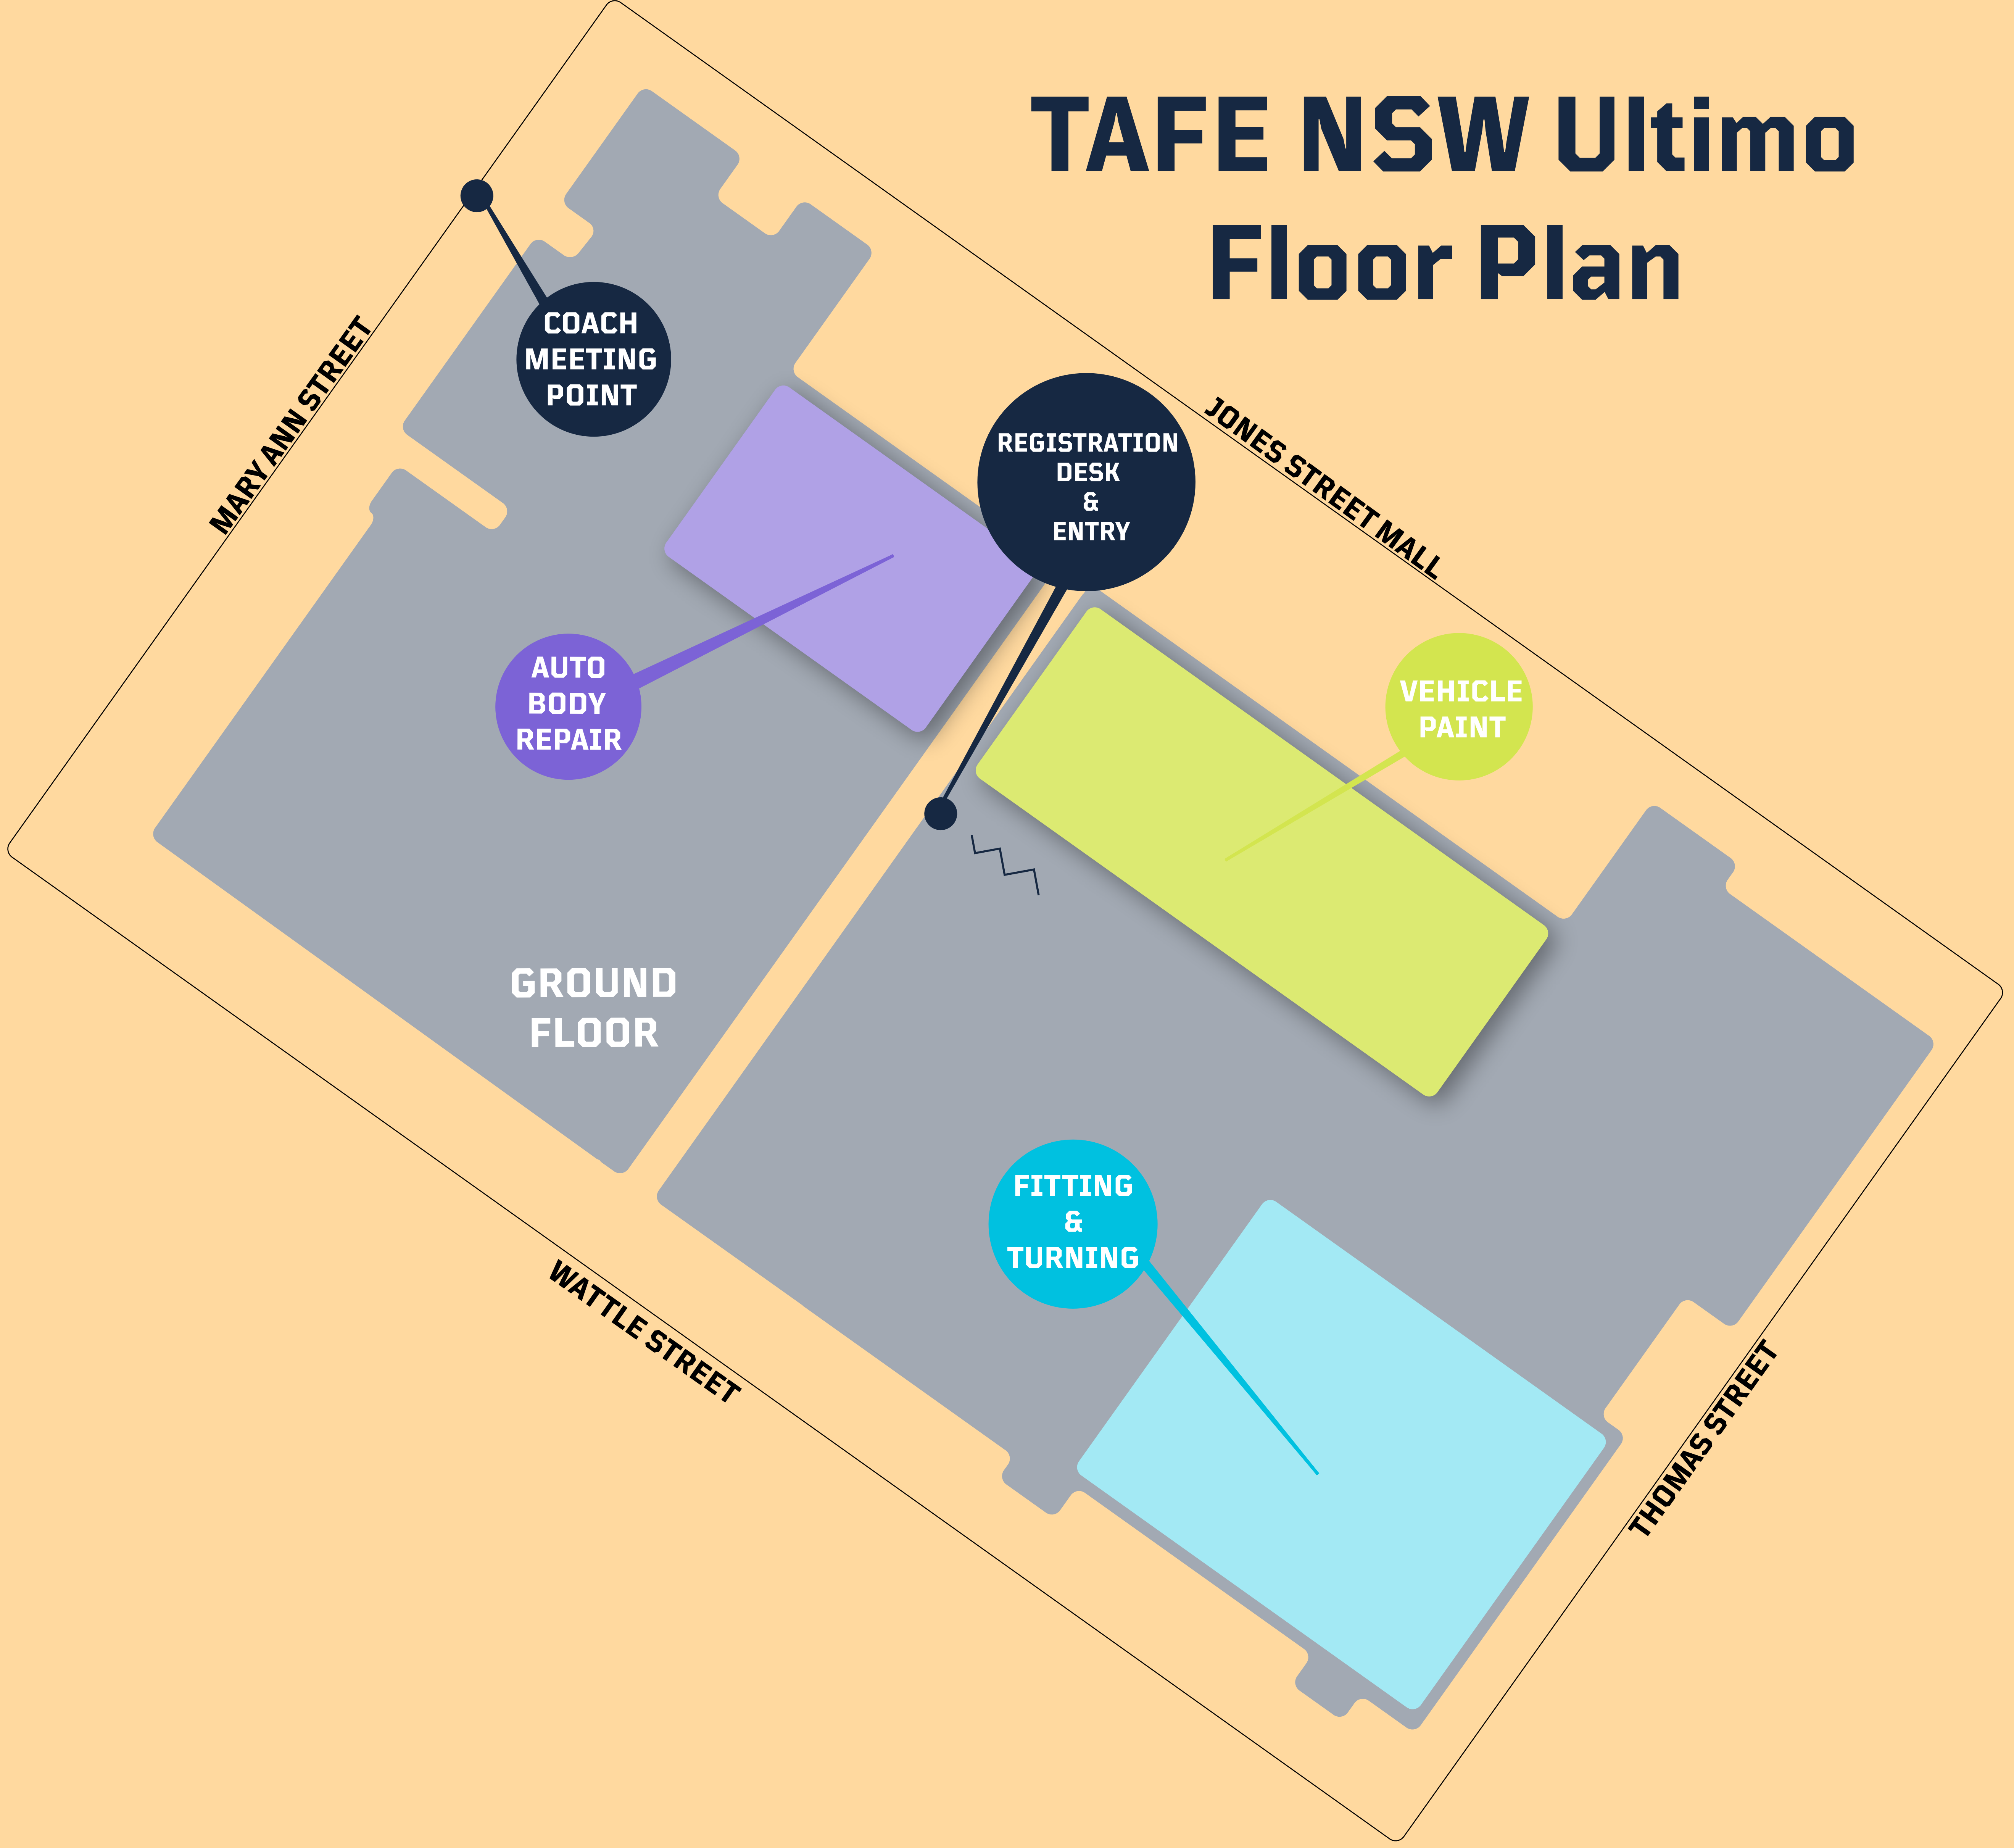 TAFE NSW Ultimo
Floor Plan
COACH
MEETING
POINT
MARY ANN STREET
REGISTRATION
DESK
&
ENTRY
JONES STREET MALL
AUTO
BODY
REPAIR
VEHICLE
PAINT
GROUND
FLOOR
FITTING
&
TURNING
WATTLE STREET
THOMAS STREET